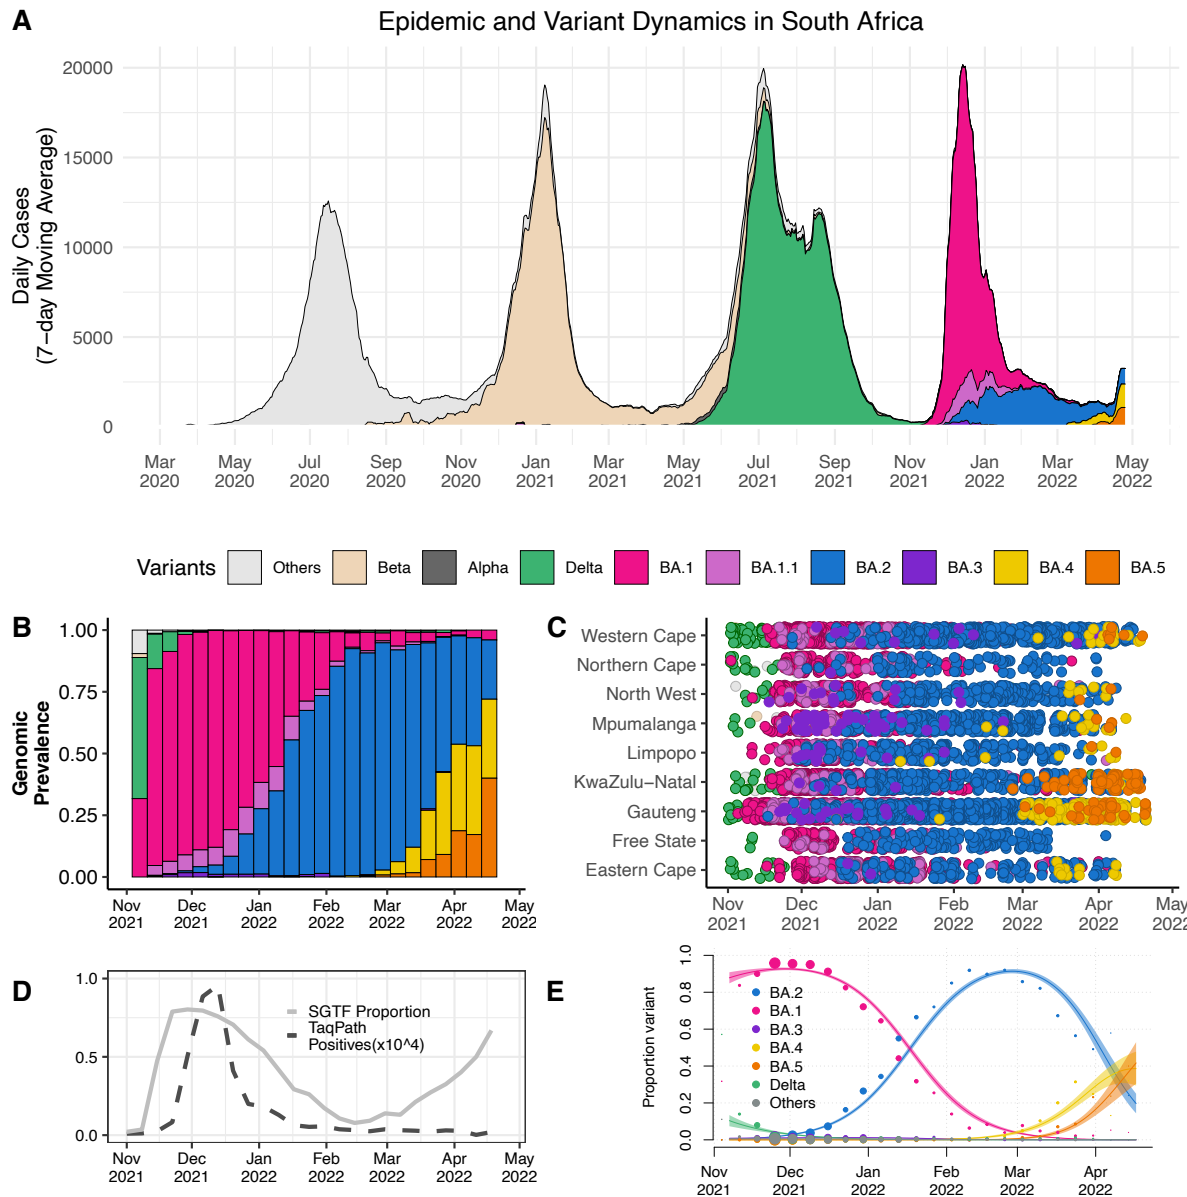 A
Epidemic and Variant Dynamics in South Africa
Daily Cases
(7−day Moving Average)
20000
15000
10000
5000
0
Mar May Jul Sep Nov Jan Mar May Jul Sep Nov Jan Mar May
2020 2020 2020 2020 2020 2021 2021 2021 2021 2021 2021 2022 2022 2022
Variants Others Beta Alpha Delta BA.1 BA.1.1 BA.2 BA.3 BA.4 BA.5
B
Genomic
Prevalence
1.00
0.75
0.50
0.25
0.00
Nov Dec Jan Feb Mar Apr May
2021 2021 2022 2022 2022 2022 2022
C
Western Cape
Northern Cape
North West
Mpumalanga
Limpopo
KwaZulu−Natal
Gauteng
Free State
Eastern Cape
Nov Dec Jan Feb Mar Apr May
2021 2021 2022 2022 2022 2022 2022
D
1.0
0.5
0.0
SGTF Proportion
TaqPath
Positives(x10^4)
Nov Dec Jan Feb Mar Apr May
2021 2021 2022 2022 2022 2022 2022
E
Proportion variant
1.0
0.8
0.6
0.4
0.2
0.0
BA.2
BA.1
BA.3
BA.4
BA.5
Delta
Others
Nov Dec Jan Feb Mar Apr
2021 2021 2022 2022 2022 2022